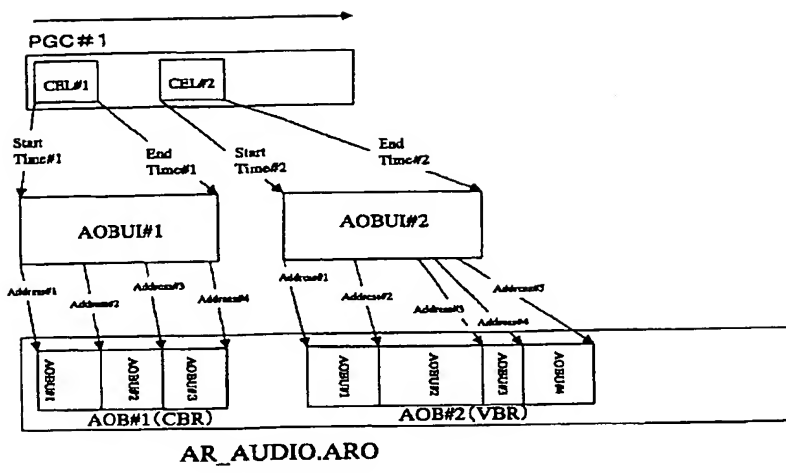 PGC#1
CEL#1
CEL#2
Start
Time#1
End
Time#1
Start
Time#2
End
Time#2
AOBUI#1
AOBUI#2
Address#1
Address#2
Address#3
Address#4
Address#1
Address#2
Address#3
Address#4
Address#5
AOBU#1
AOBU#2
AOBU#3
AOBU#1
AOBU#2
AOBU#3
AOBU#4
AOB#1(CBR)
AOB#2(VBR)
AR_AUDIO.ARO